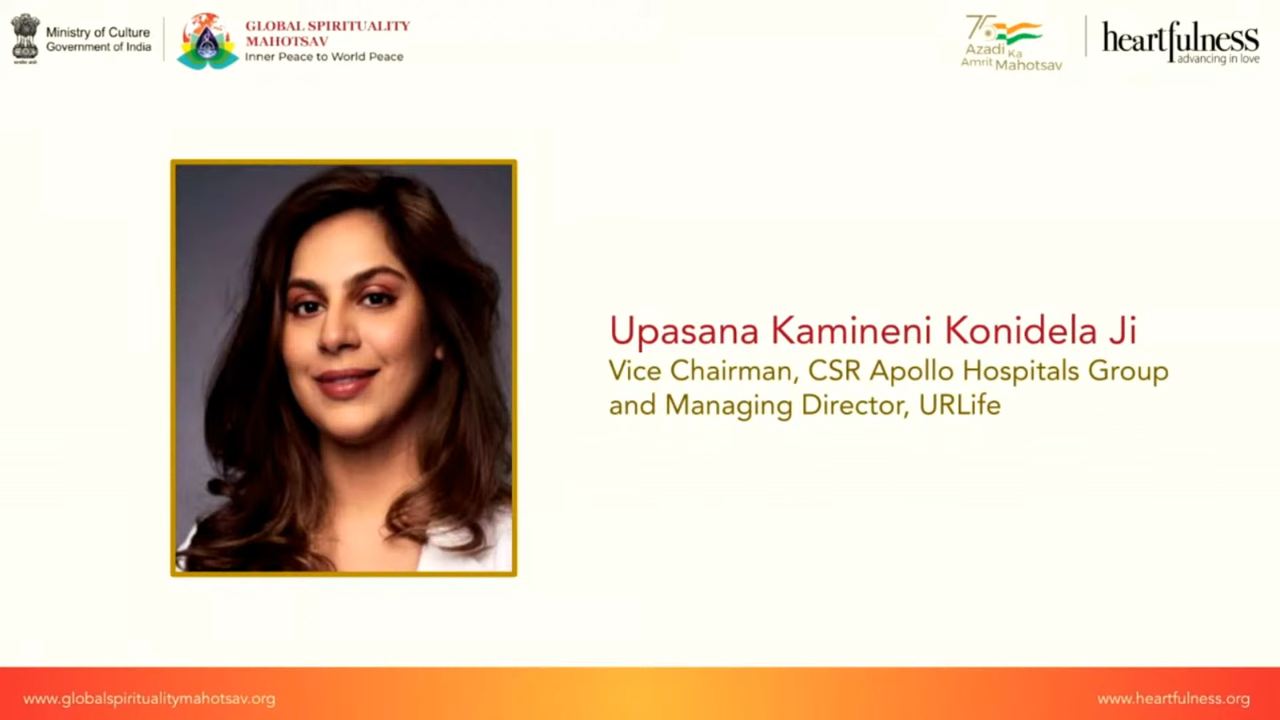 Ministry of Culture
Government of India
GLOBAL SPIRITUALITY
MAHOTSAV
Inner Peace to World Peace
75
Azadi Ka
Amrit Mahotsav
heartfulness
advancing in love
Upasana Kamineni Konidela Ji
Vice Chairman, CSR Apollo Hospitals Group
and Managing Director, URLife
www.globalspiritualitymahotsav.org
www.heartfulness.org